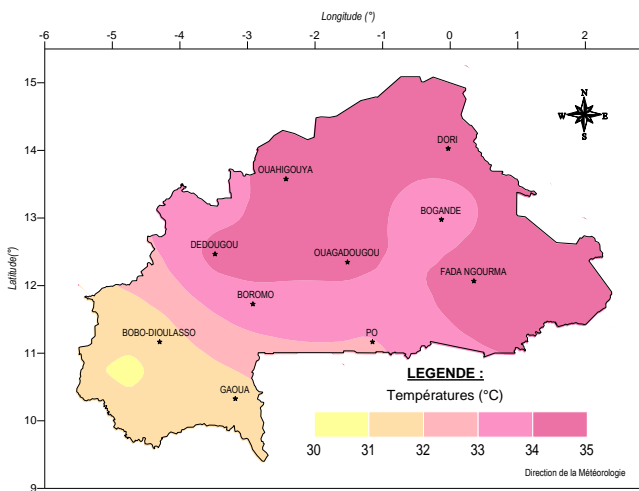 Longitude (°)
-6 -5 -4 -3 -2 -1 0 1 2
15
14
13
12
11
10
9
Latitude(°)
N
W E
S
DORI
OUAHIGOUYA
BOGANDE
DEDOUGOU
OUAGADOUGOU
FADA NGOURMA
BOROMO
BOBO-DIOULASSO
PO
GAOUA
LEGENDE :
Températures (°C)
30 31 32 33 34 35
Direction de la Météorologie